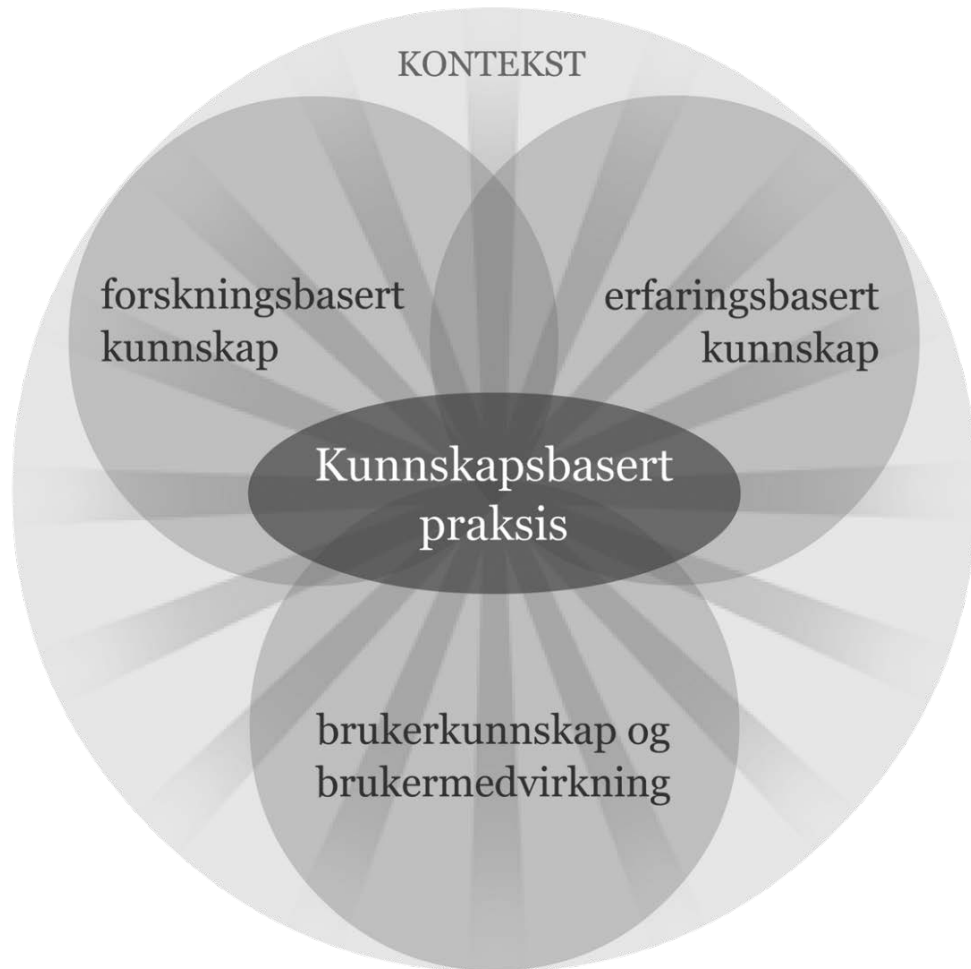 KONTEKST
forskningsbasert
kunnskap
erfaringsbasert
kunnskap
Kunnskapsbasert
praksis
brukerkunnskap og
brukermedvirkning